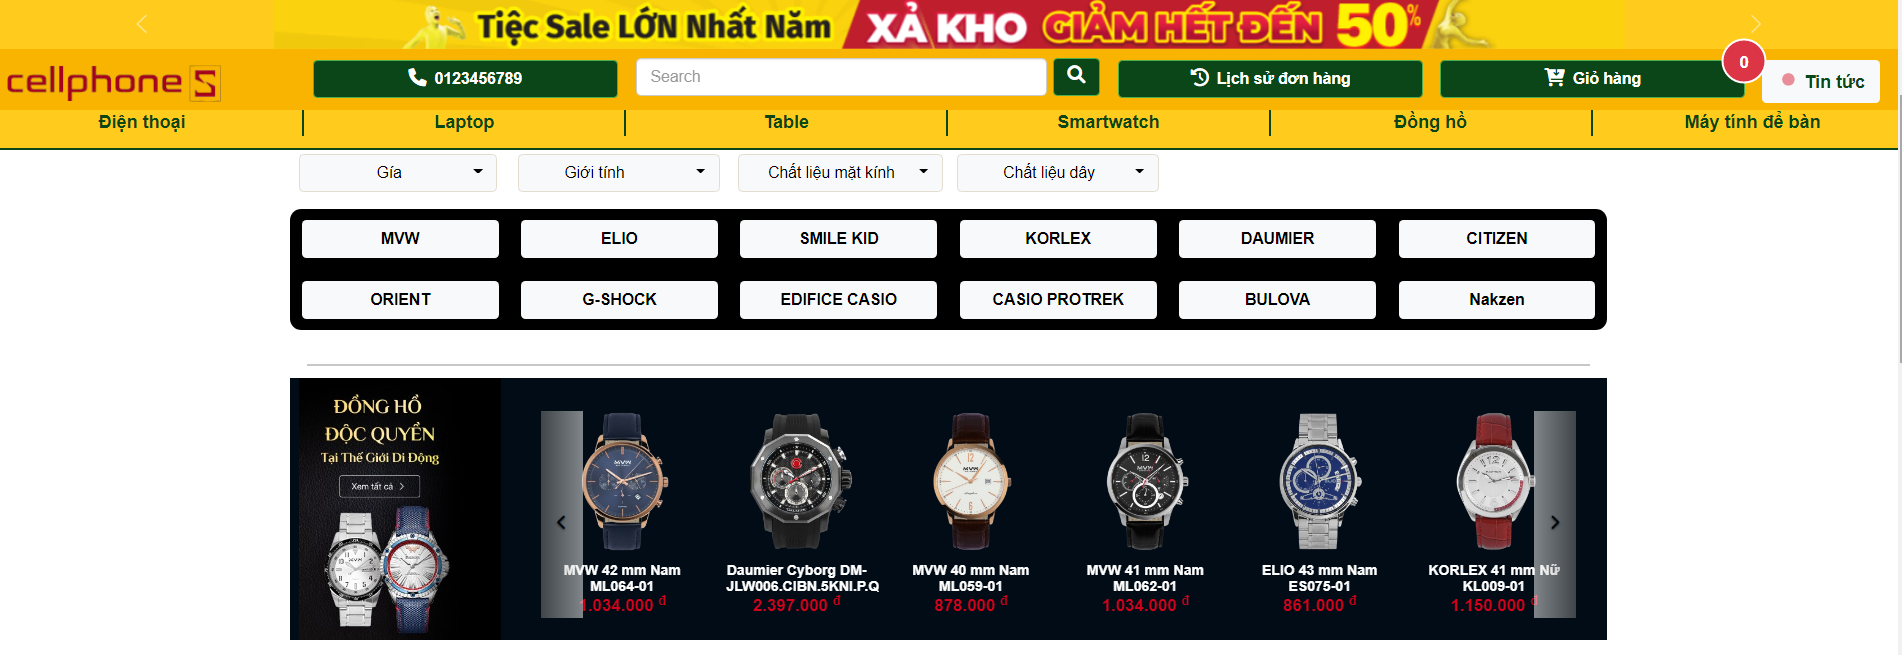 Tiệc Sale LỚN Nhất Năm XẢ KHO GIẢM HẾT ĐẾN 50%
cellphone S
0123456789
Search
Lịch sử đơn hàng
Giỏ hàng
0
Tin tức
Điện thoại
Laptop
Table
Smartwatch
Đồng hồ
Máy tính để bàn
Gía
Giới tính
Chất liệu mặt kính
Chất liệu dây
MVW
ELIO
SMILE KID
KORLEX
DAUMIER
CITIZEN
ORIENT
G-SHOCK
EDIFICE CASIO
CASIO PROTREK
BULOVA
Nakzen
ĐỒNG HỒ
ĐỘC QUYỀN
Tại Thế Giới Di Động
Xem tất cả
MVW 42 mm Nam
ML064-01
1.034.000 đ
Daumier Cyborg DM-
JLW006.CIBN.5KNI.P.Q
2.397.000 đ
MVW 40 mm Nam
ML059-01
878.000 đ
MVW 41 mm Nam
ML062-01
1.034.000 đ
ELIO 43 mm Nam
ES075-01
861.000 đ
KORLEX 41 mm Nữ
KL009-01
1.150.000 đ